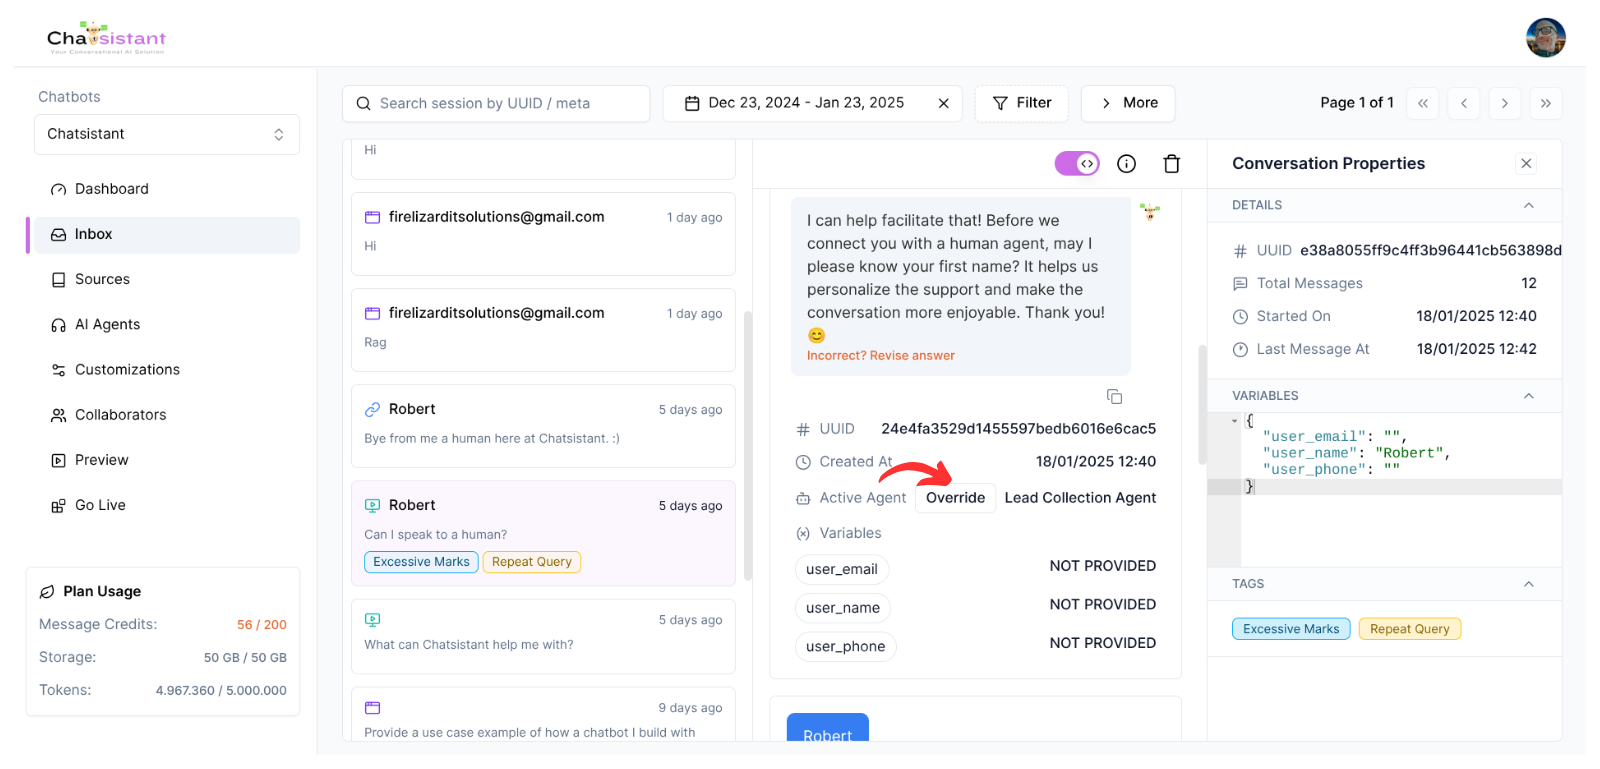 Chatsistant
Your Conversational AI Solution
Chatbots
Chatsistant
Dashboard
Inbox
Sources
AI Agents
Customizations
Collaborators
Preview
Go Live
Plan Usage
Message Credits: 56 / 200
Storage: 50 GB / 50 GB
Tokens: 4.967.360 / 5.000.000
Search session by UUID / meta
Dec 23, 2024 - Jan 23, 2025
Filter
More
Page 1 of 1
Hi
firelizarditsolutions@gmail.com 1 day ago
Hi
firelizarditsolutions@gmail.com 1 day ago
Rag
Robert 5 days ago
Bye from me a human here at Chatsistant. :)
Robert 5 days ago
Can I speak to a human?
Excessive Marks Repeat Query
5 days ago
What can Chatsistant help me with?
9 days ago
Provide a use case example of how a chatbot I build with
I can help facilitate that! Before we
connect you with a human agent, may I
please know your first name? It helps us
personalize the support and make the
conversation more enjoyable. Thank you!
😊
Incorrect? Revise answer
UUID 24e4fa3529d1455597bedb6016e6cac5
Created At 18/01/2025 12:40
Active Agent Override Lead Collection Agent
Variables
user_email NOT PROVIDED
user_name NOT PROVIDED
user_phone NOT PROVIDED
Robert
Conversation Properties
DETAILS
UUID e38a8055ff9c4ff3b96441cb563898d
Total Messages 12
Started On 18/01/2025 12:40
Last Message At 18/01/2025 12:42
VARIABLES
{
"user_email": "",
"user_name": "Robert",
"user_phone": ""
}
TAGS
Excessive Marks Repeat Query